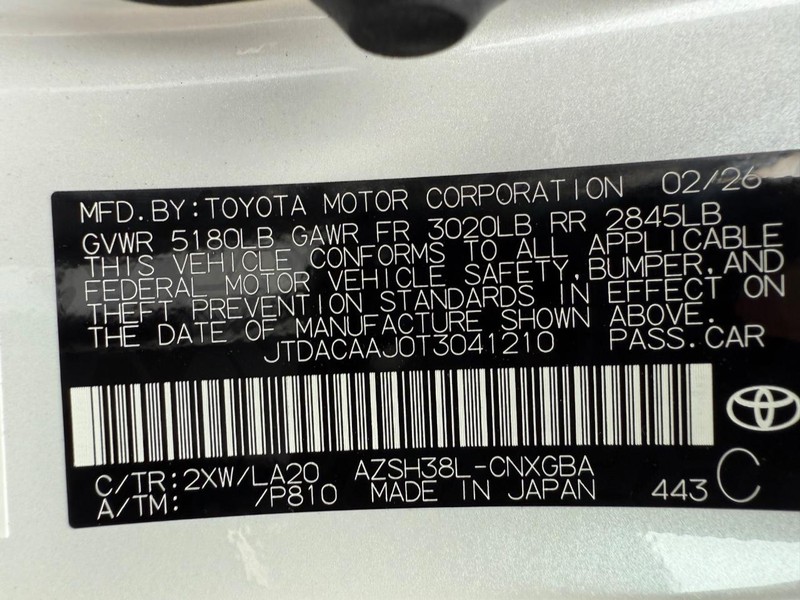 MFD.BY:TOYOTA MOTOR CORPORATION 02/26
GVWR 5180LB GAWR FR 3020LB RR 2845LB
THIS VEHICLE CONFORMS TO ALL APPLICABLE
FEDERAL MOTOR VEHICLE SAFETY,BUMPER,AND
THEFT PREVENTION STANDARDS IN EFFECT ON
THE DATE OF MANUFACTURE SHOWN ABOVE.
JTDACAAJ0T3041210 PASS.CAR
C/TR:2XW/LA20 AZSH38L-CNXGBA
A/TM: /P810 MADE IN JAPAN 443 C